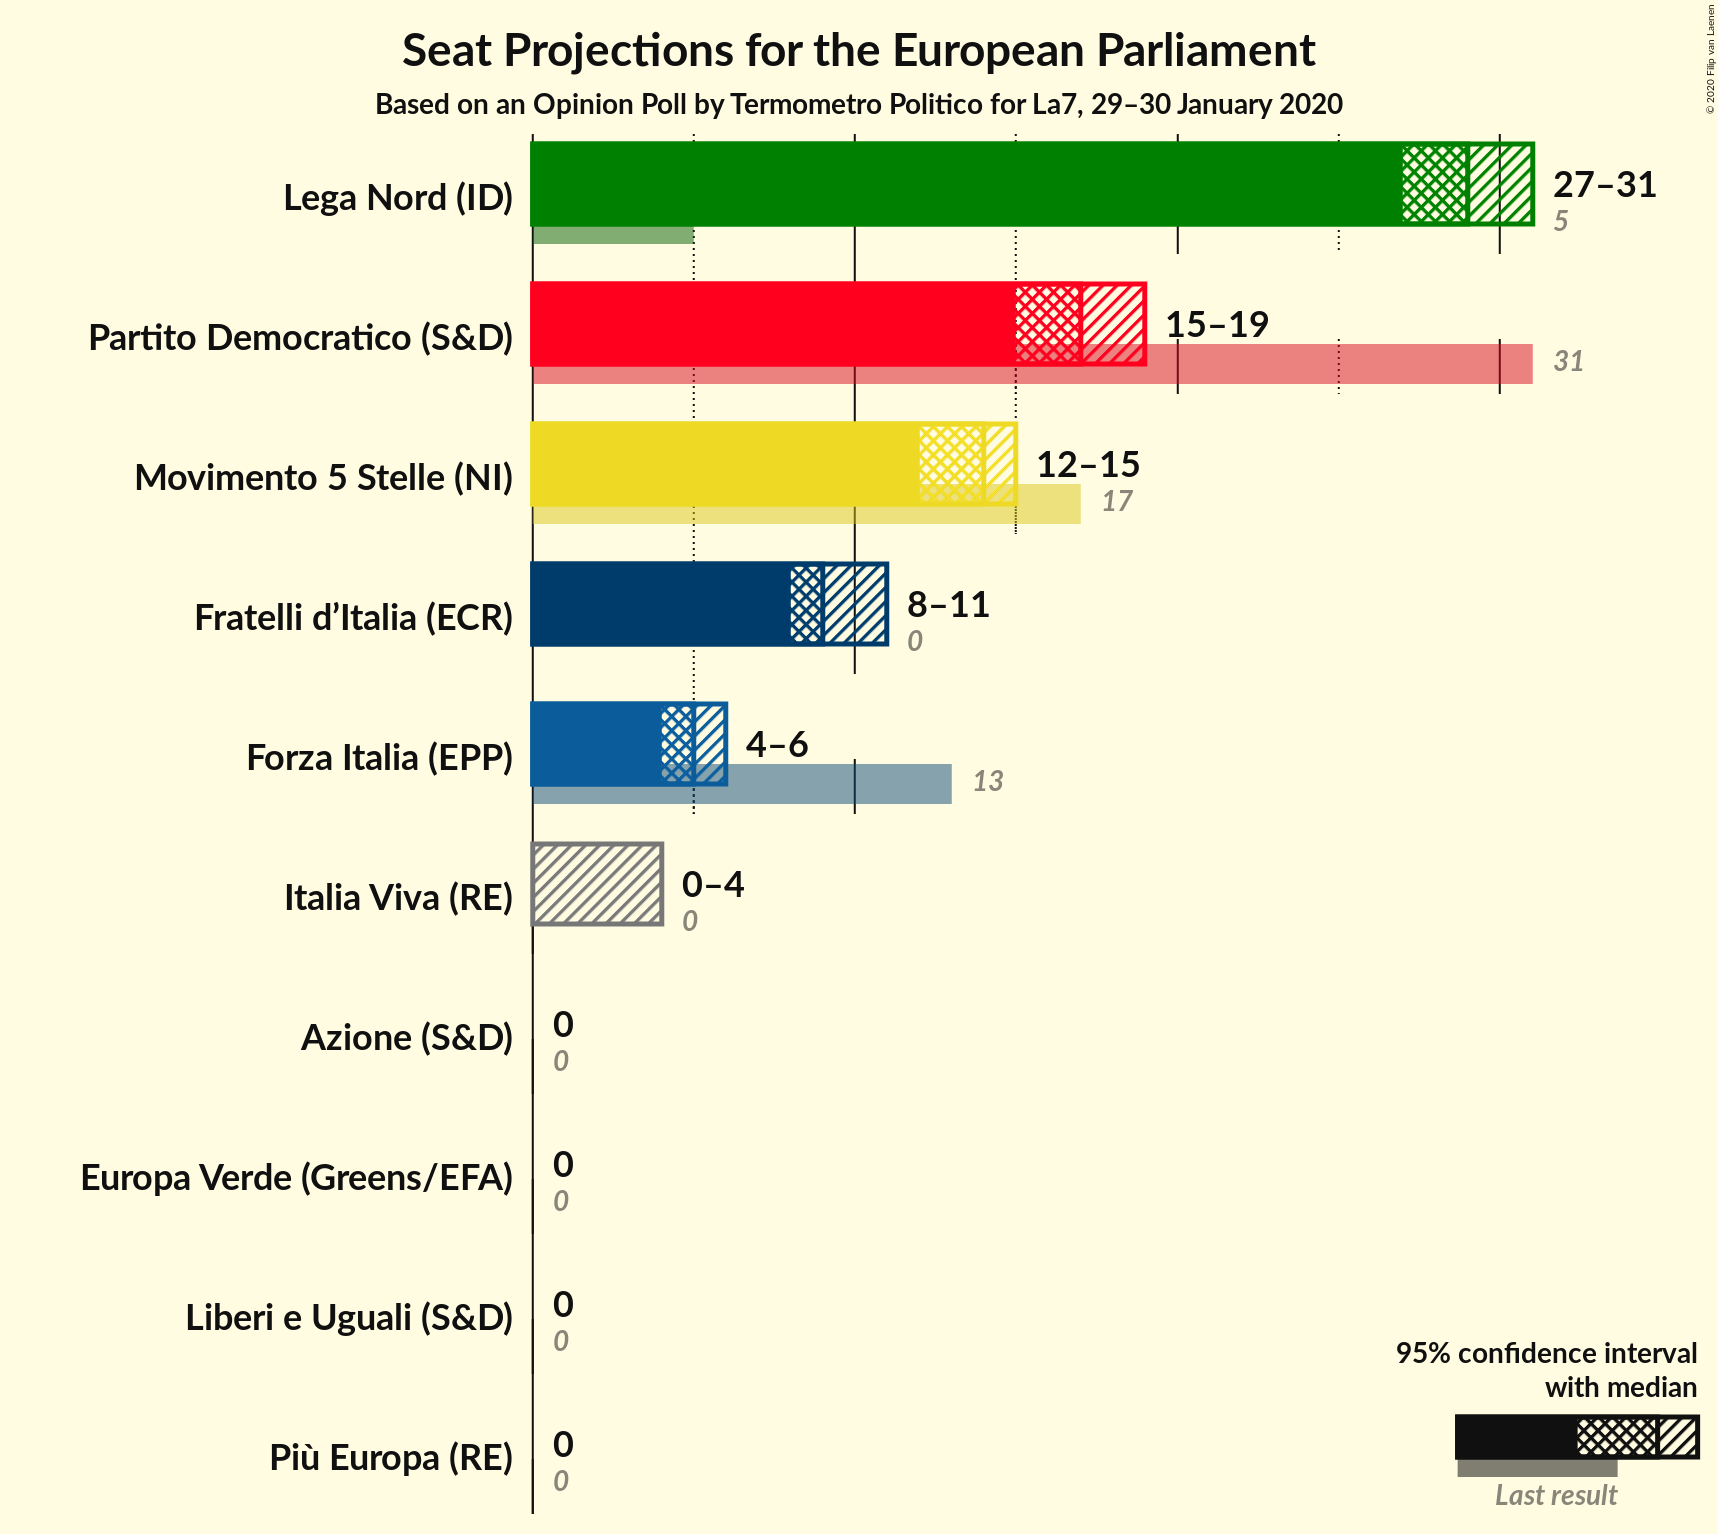 Seat Projections for the European Parliament
Based on an Opinion Poll by Termometro Politico for La7, 29–30 January 2020
© 2020 Filip van Laenen
Lega Nord (ID)
27–31
5
Partito Democratico (S&D)
15–19
31
Movimento 5 Stelle (NI)
12–15
17
Fratelli d’Italia (ECR)
8–11
0
Forza Italia (EPP)
4–6
13
Italia Viva (RE)
0–4
0
Azione (S&D)
0
0
Europa Verde (Greens/EFA)
0
0
Liberi e Uguali (S&D)
0
0
Più Europa (RE)
0
0
95% confidence interval
with median
Last result